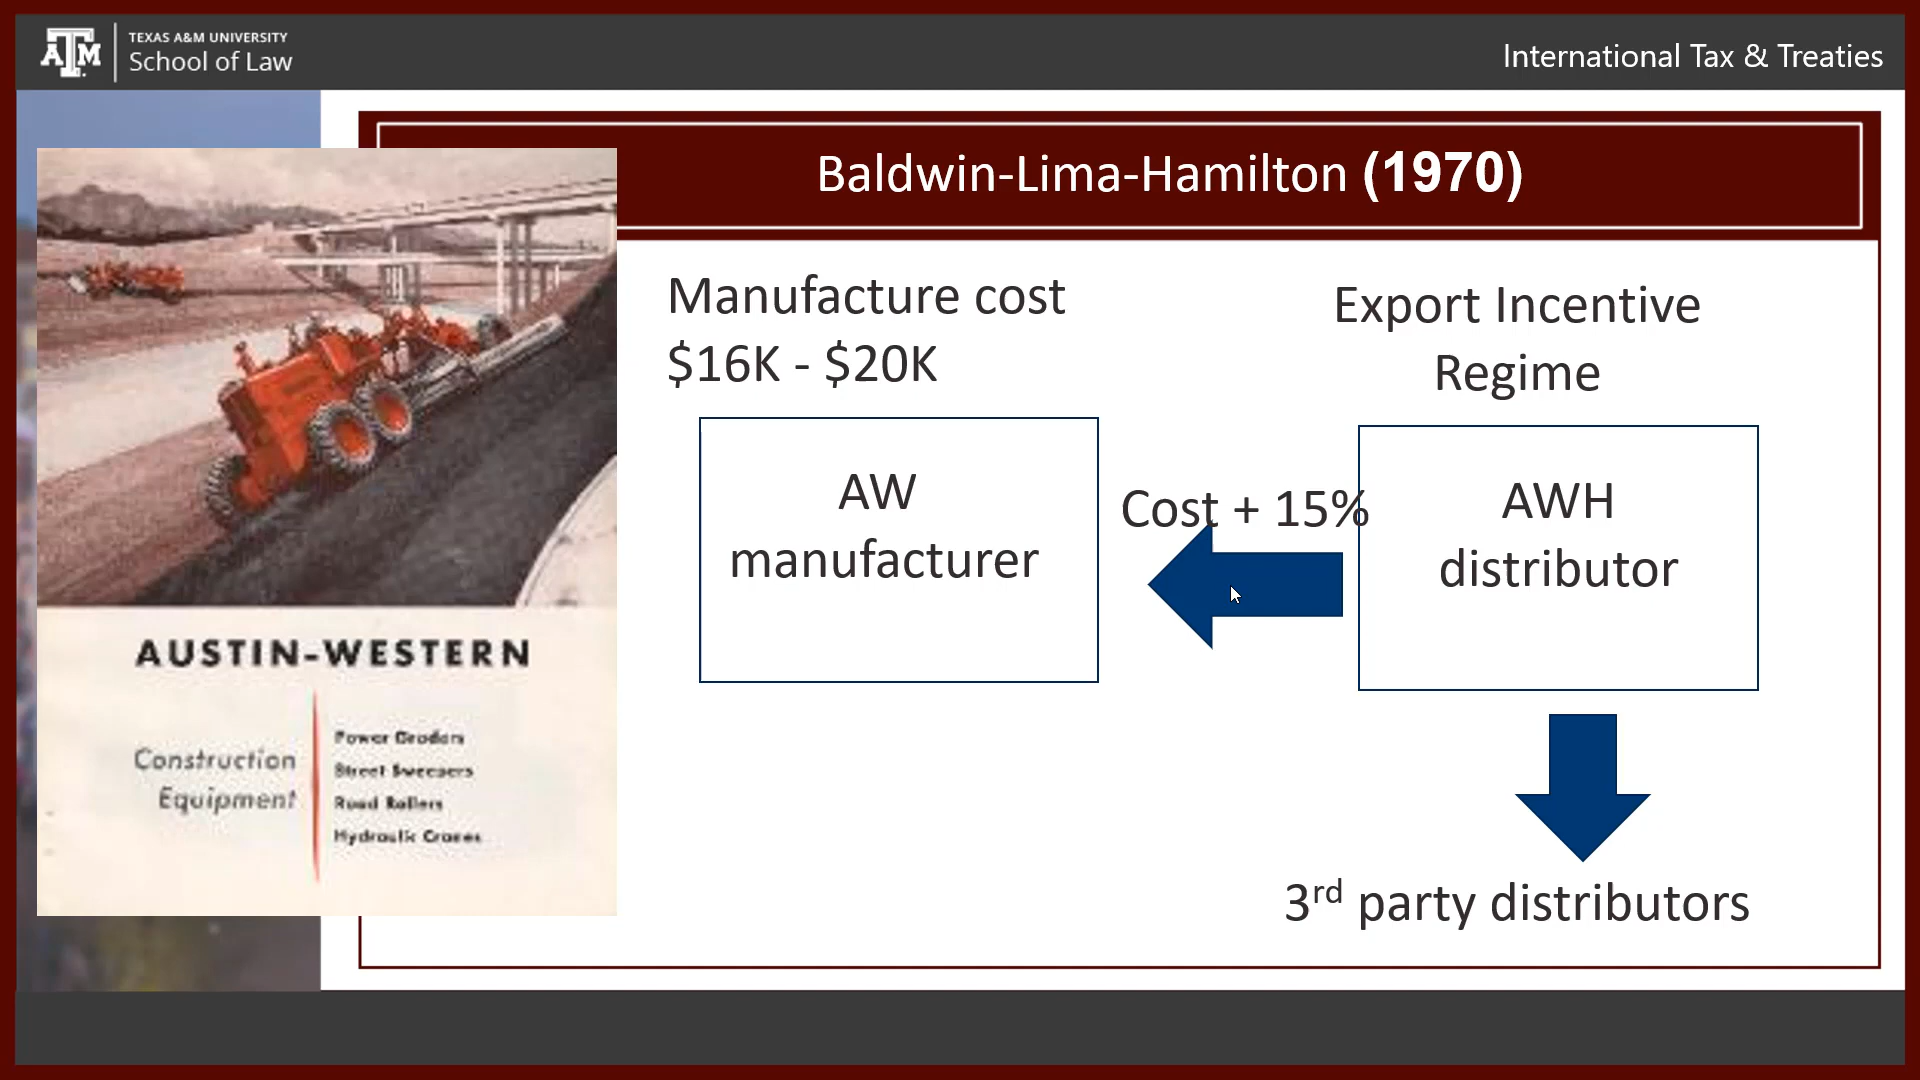 TEXAS A&M UNIVERSITY
School of Law
International Tax & Treaties
Baldwin-Lima-Hamilton (1970)
Manufacture cost
$16K - $20K
Export Incentive
Regime
AW
manufacturer
Cost + 15%
AWH
distributor
3rd party distributors
AUSTIN-WESTERN
Construction
Equipment
Power Graders
Street Sweepers
Road Rollers
Hydraulic Cranes